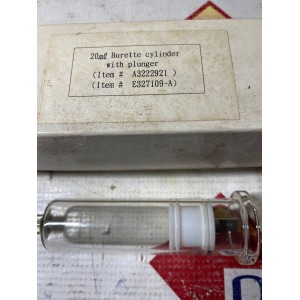 20㎖ Burette cylinder
with plunger
(Item # A3222921 )
(Item # E327109-A)